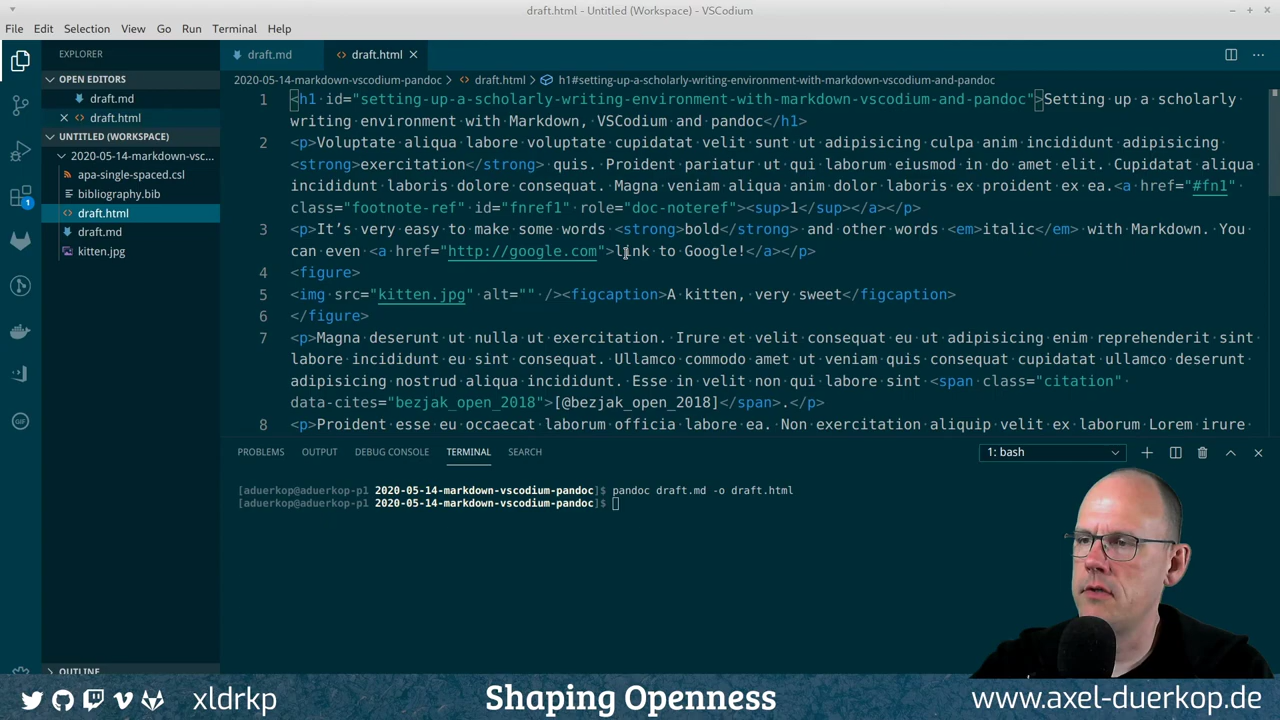 draft.html - Untitled (Workspace) - VSCodium
File Edit Selection View Go Run Terminal Help
EXPLORER
draft.md
draft.html
OPEN EDITORS
draft.md
draft.html
UNTITLED (WORKSPACE)
2020-05-14-markdown-vsc...
apa-single-spaced.csl
bibliography.bib
draft.html
draft.md
kitten.jpg
OUTLINE
1
GIF
2020-05-14-markdown-vscodium-pandoc > draft.html > h1#setting-up-a-scholarly-writing-environment-with-markdown-vscodium-and-pandoc
1 <h1·id="setting-up-a-scholarly-writing-environment-with-markdown-vscodium-and-pandoc">Setting·up·a·scholarly·
writing·environment·with·Markdown,·VSCodium·and·pandoc</h1>
2 <p>Voluptate·aliqua·labore·voluptate·cupidatat·velit·sunt·ut·adipisicing·culpa·anim·incididunt·adipisicing·
<strong>exercitation</strong>·quis.·Proident·pariatur·ut·qui·laborum·eiusmod·in·do·amet·elit.·Cupidatat·aliqua·
incididunt·laboris·dolore·consequat.·Magna·veniam·aliqua·anim·dolor·laboris·ex·proident·ex·ea.<a·href="#fn1"·
class="footnote-ref"·id="fnref1"·role="doc-noteref"><sup>1</sup></a></p>
3 <p>It’s·very·easy·to·make·some·words·<strong>bold</strong>·and·other·words·<em>italic</em>·with·Markdown.·You·
can·even·<a·href="http://google.com">link·to·Google!</a></p>
4 <figure>
5 <img·src="kitten.jpg"·alt=""·/><figcaption>A·kitten,·very·sweet</figcaption>
6 </figure>
7 <p>Magna·deserunt·ut·nulla·ut·exercitation.·Irure·et·velit·consequat·eu·ut·adipisicing·enim·reprehenderit·sint·
labore·incididunt·eu·sint·consequat.·Ullamco·commodo·amet·ut·veniam·quis·consequat·cupidatat·ullamco·deserunt·
adipisicing·nostrud·aliqua·incididunt.·Esse·in·velit·non·qui·labore·sint·<span·class="citation"·
data-cites="bezjak_open_2018">[@bezjak_open_2018]</span>.</p>
8 <p>Proident·esse·eu·occaecat·laborum·officia·labore·ea.·Non·exercitation·aliquip·velit·ex·laborum·Lorem·irure·
PROBLEMS OUTPUT DEBUG CONSOLE TERMINAL SEARCH
1: bash
[aduerkop@aduerkop-p1 2020-05-14-markdown-vscodium-pandoc]$ pandoc draft.md -o draft.html
[aduerkop@aduerkop-p1 2020-05-14-markdown-vscodium-pandoc]$
xldrkp
Shaping Openness
www.axel-duerkop.de